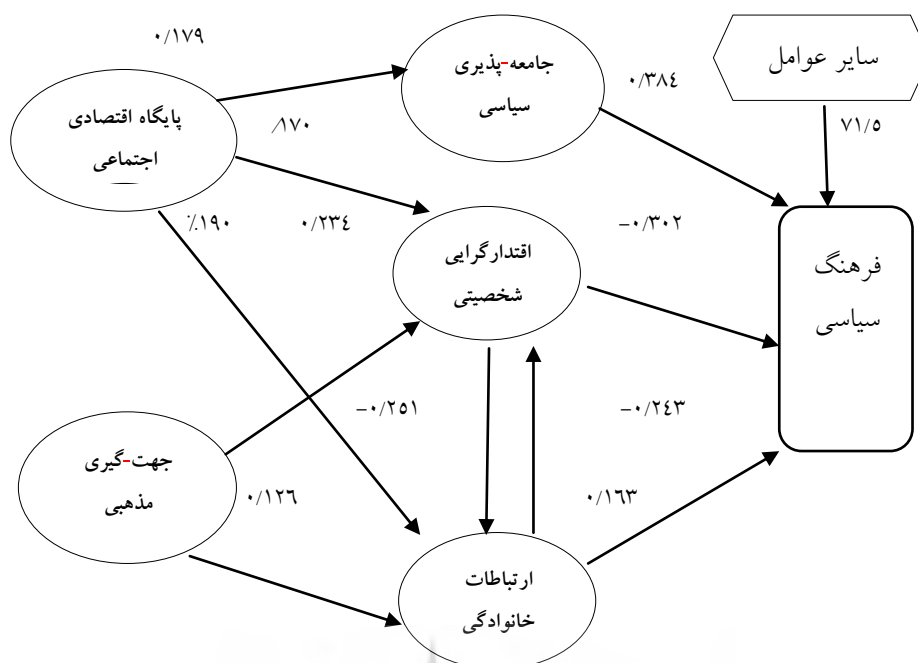 ۰/۱۷۹
جامعه-پذیری
سیاسی
سایر عوامل
۰/۳۸٤
۷۱/۵
پایگاه اقتصادی
اجتماعی
/۱۷۰
٪۱۹۰
۰/۲۳٤
اقتدارگرایی
شخصیتی
-۰/۳۰۲
فرهنگ
سیاسی
-۰/۲۵۱
-۰/۲٤۳
جهت-گیری
مذهبی
۰/۱۲٦
۰/۱٦۳
ارتباطات
خانوادگی